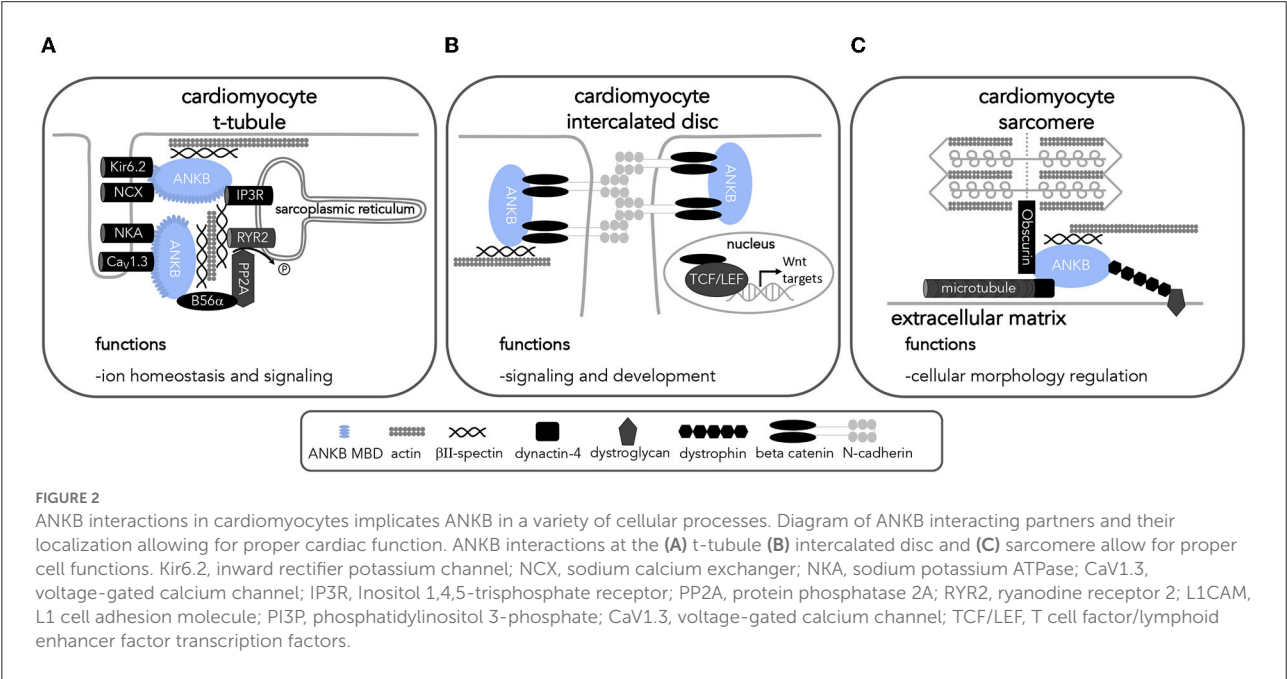 A
cardiomyocyte
t-tubule
Kir6.2
NCX
ANKB
IP3R
sarcoplasmic reticulum
NKA
CaV1.3
ANKB
RYR2
P
PP2A
B56α
functions
-ion homeostasis and signaling
B
cardiomyocyte
intercalated disc
ANKB
ANKB
nucleus
TCF/LEF
Wnt
targets
functions
-signaling and development
C
cardiomyocyte
sarcomere
Obscurin
ANKB
microtubule
extracellular matrix
functions
-cellular morphology regulation
ANKB MBD actin βII-spectin dynactin-4 dystroglycan dystrophin beta catenin N-cadherin
FIGURE 2
ANKB interactions in cardiomyocytes implicates ANKB in a variety of cellular processes. Diagram of ANKB interacting partners and their
localization allowing for proper cardiac function. ANKB interactions at the (A) t-tubule (B) intercalated disc and (C) sarcomere allow for proper
cell functions. Kir6.2, inward rectifier potassium channel; NCX, sodium calcium exchanger; NKA, sodium potassium ATPase; CaV1.3,
voltage-gated calcium channel; IP3R, Inositol 1,4,5-trisphosphate receptor; PP2A, protein phosphatase 2A; RYR2, ryanodine receptor 2; L1CAM,
L1 cell adhesion molecule; PI3P, phosphatidylinositol 3-phosphate; CaV1.3, voltage-gated calcium channel; TCF/LEF, T cell factor/lymphoid
enhancer factor transcription factors.